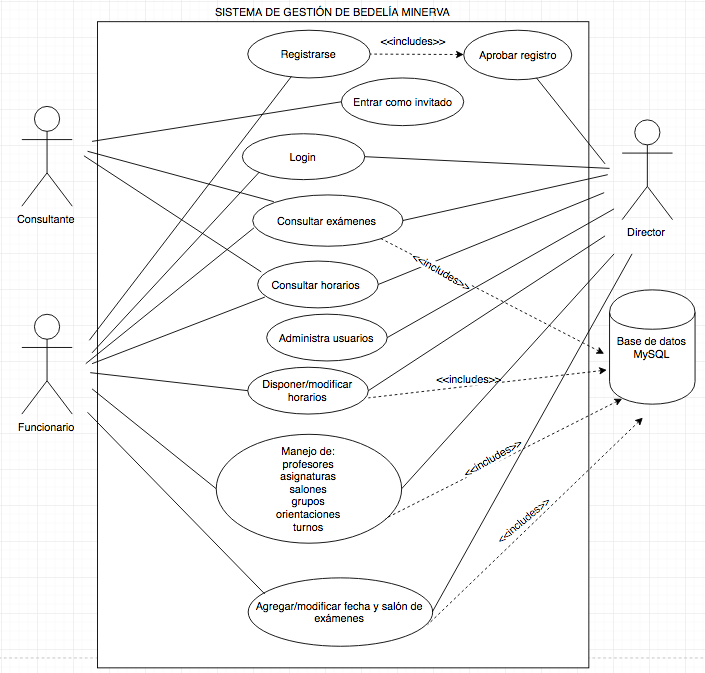 SISTEMA DE GESTIÓN DE BEDELÍA MINERVA
Registrarse
<<includes>>
Aprobar registro
Entrar como invitado
Login
Consultante
Consultar exámenes
Director
<<includes>>
Consultar horarios
Administra usuarios
Base de datos
MySQL
Funcionario
Disponer/modificar
horarios
<<includes>>
Manejo de:
profesores
asignaturas
salones
grupos
orientaciones
turnos
<<includes>>
<<includes>>
Agregar/modificar fecha y salón de
exámenes